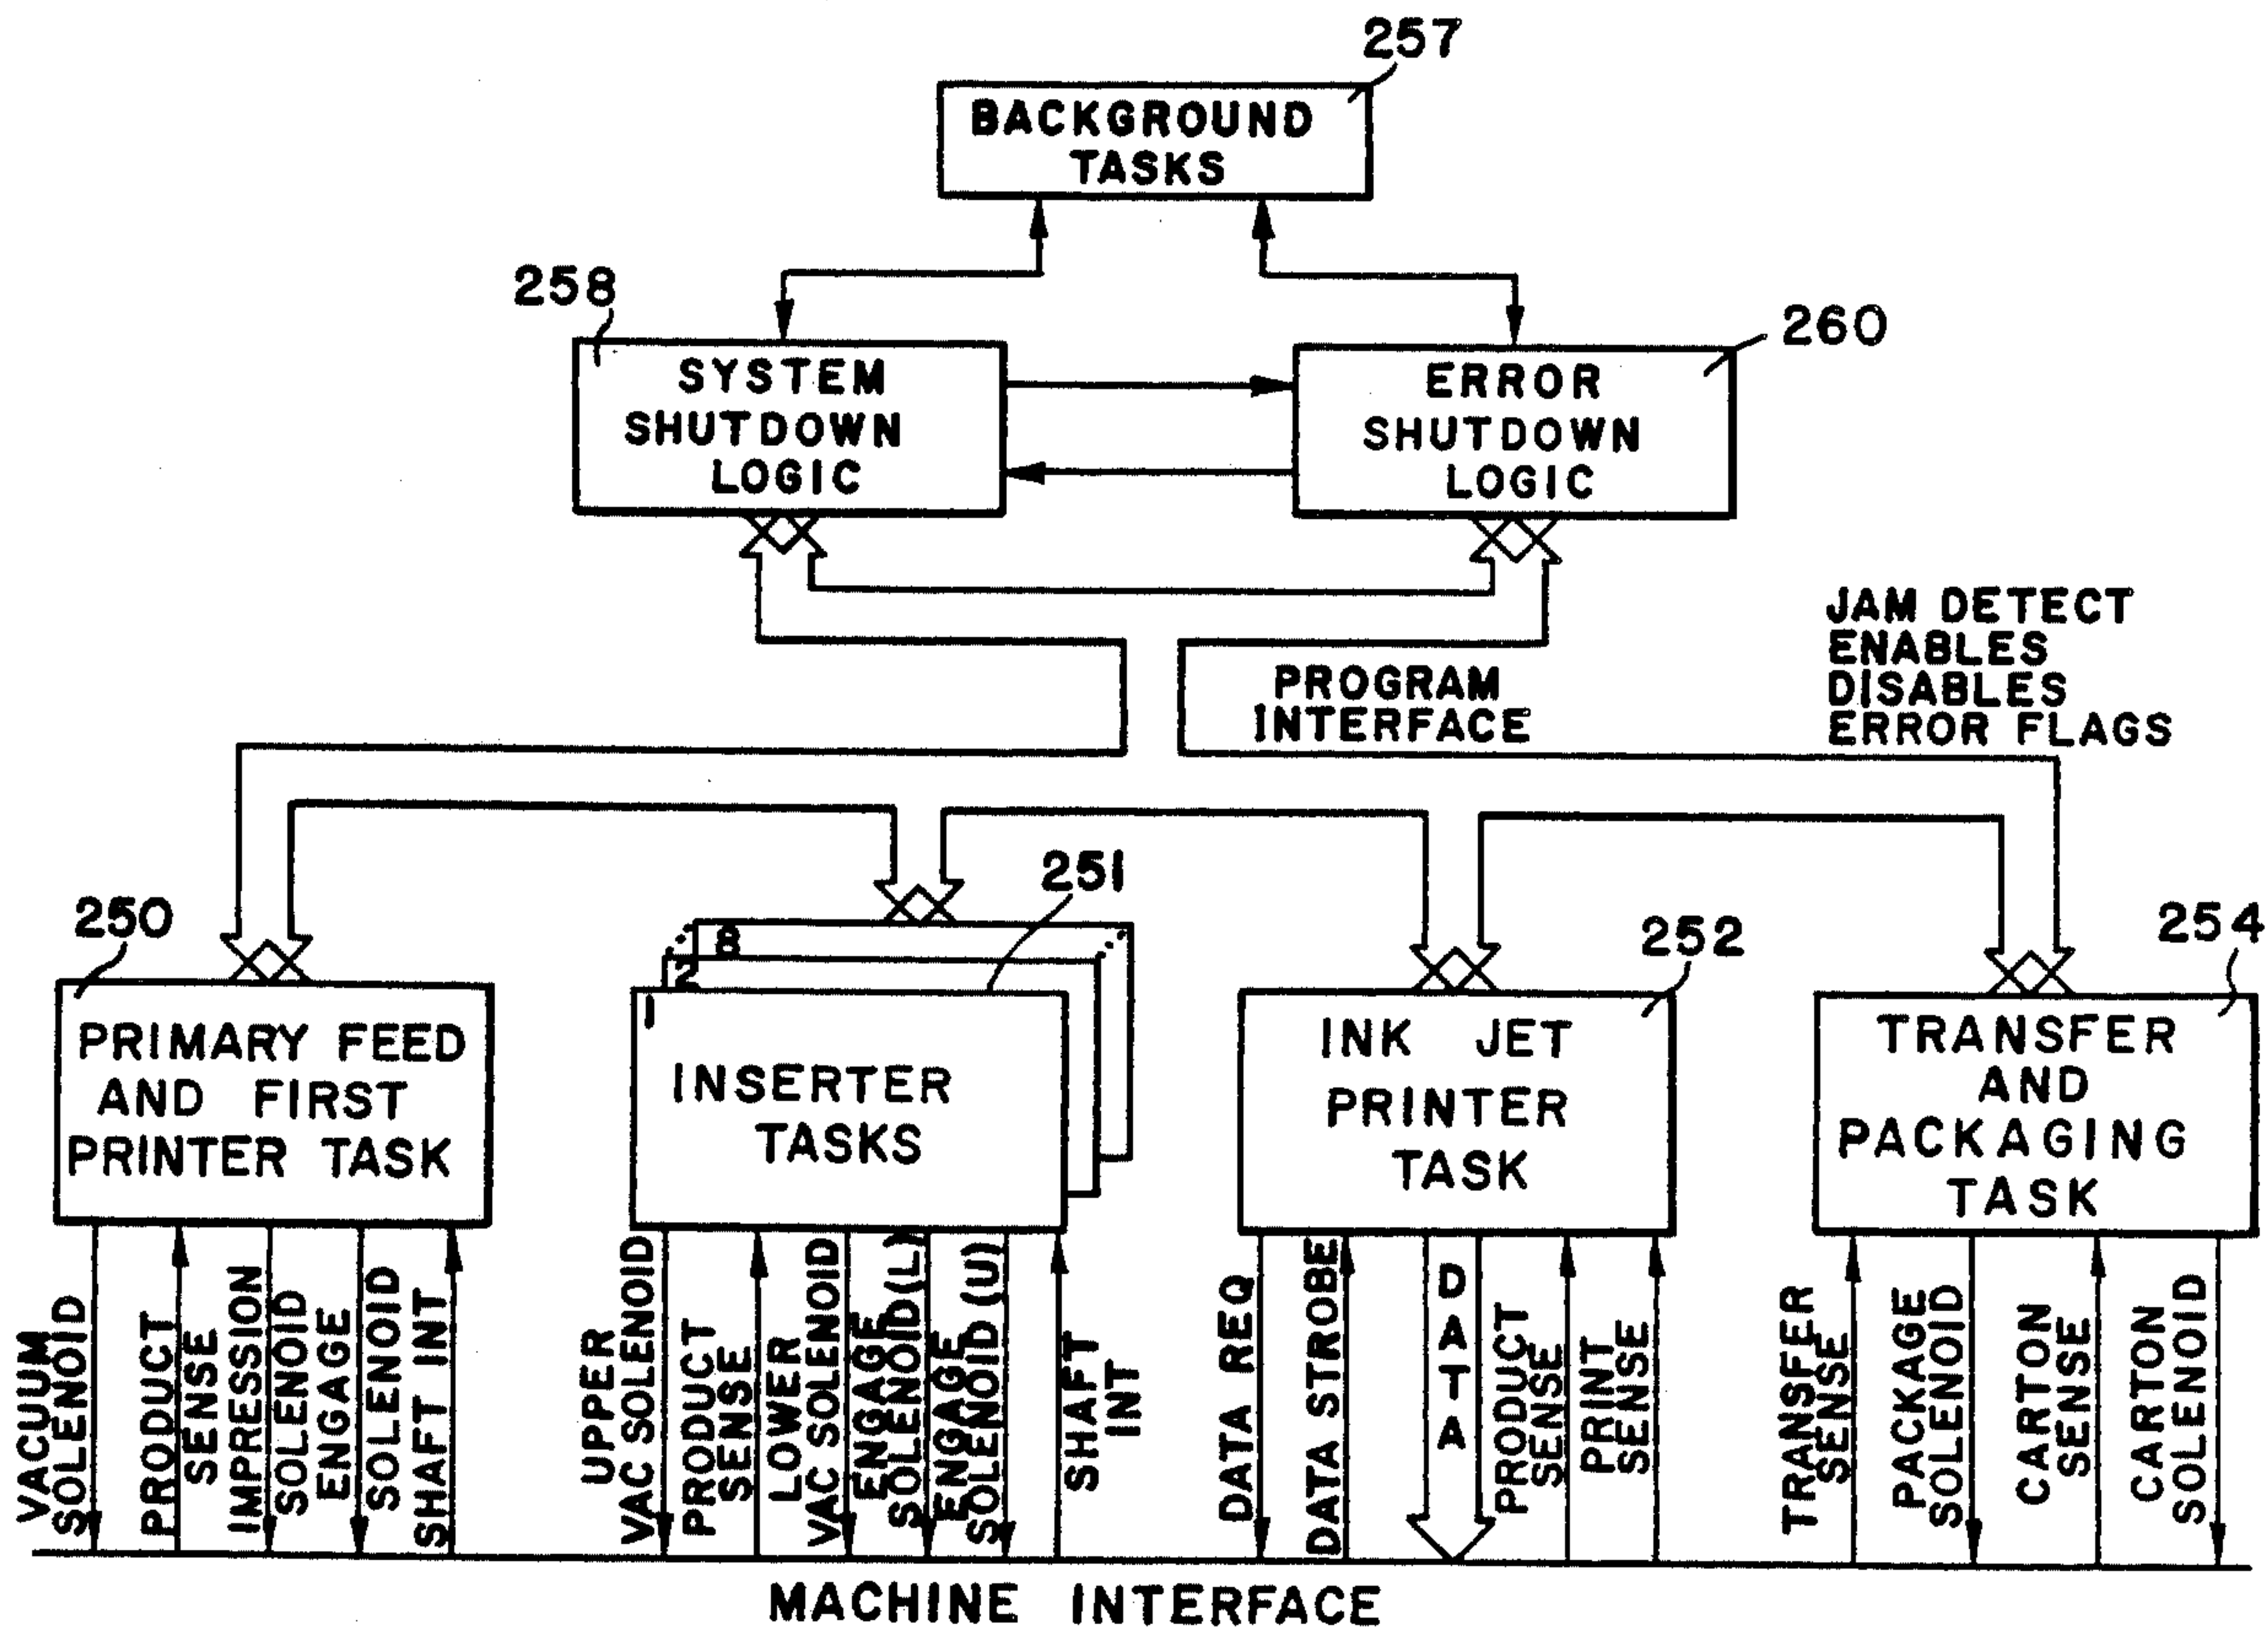 257
BACKGROUND
TASKS
258
SYSTEM
SHUTDOWN
LOGIC
260
ERROR
SHUTDOWN
LOGIC
JAM DETECT
ENABLES
DISABLES
ERROR FLAGS
PROGRAM
INTERFACE
250
PRIMARY FEED
AND FIRST
PRINTER TASK
251
8
2
1
INSERTER
TASKS
252
INK JET
PRINTER
TASK
254
TRANSFER
AND
PACKAGING
TASK
VACUUM
SOLENOID
PRODUCT
SENSE
IMPRESSION
SOLENOID
ENGAGE
SOLENOID
SHAFT INT
UPPER
VAC SOLENOID
PRODUCT
SENSE
LOWER
VAC SOLENOID
ENGAGE
SOLENOID (L)
ENGAGE
SOLENOID (U)
SHAFT
INT
DATA REQ
DATA STROBE
DATA
PRODUCT
SENSE
PRINT
SENSE
TRANSFER
SENSE
PACKAGE
SOLENOID
CARTON
SENSE
CARTON
SOLENOID
MACHINE INTERFACE